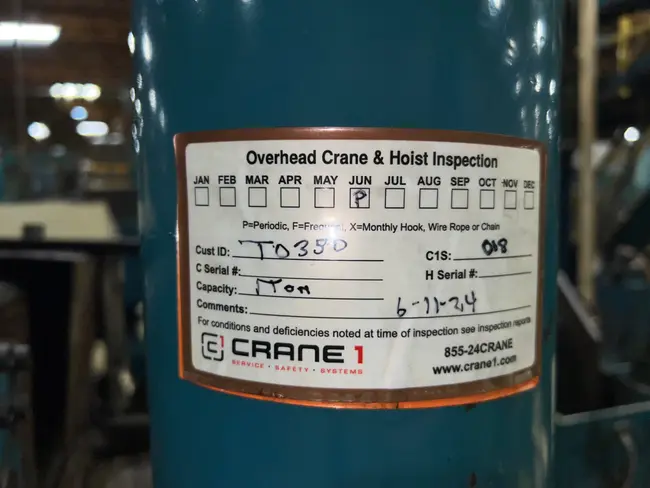 Overhead Crane & Hoist Inspection
JAN FEB MAR APR MAY JUN JUL AUG SEP OCT NOV DEC
P
P=Periodic, F=Frequent, X=Monthly Hook, Wire Rope or Chain
Cust ID: TO350 C1S: 018
C Serial #: H Serial #:
Capacity: 1Ton
Comments: 6-11-24
For conditions and deficiencies noted at time of inspection see inspection reports
C1 CRANE 1 855-24CRANE
SERVICE • SAFETY • SYSTEMS www.crane1.com